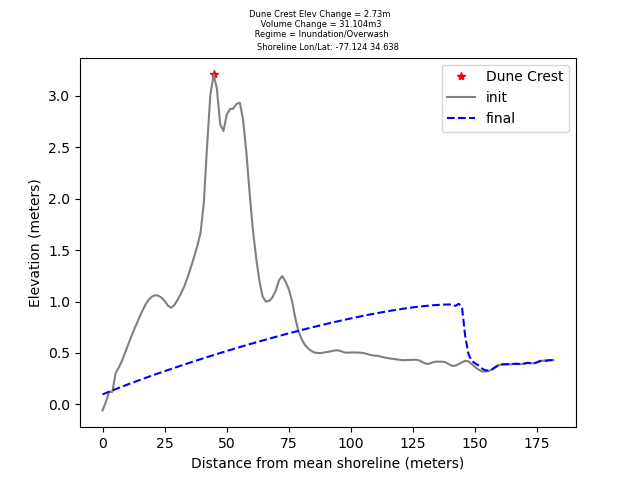 Dune Crest Elev Change = 2.73m
Volume Change = 31.104m3
Regime = Inundation/Overwash
Shoreline Lon/Lat: -77.124 34.638
Dune Crest
init
final
Elevation (meters)
3.0
2.5
2.0
1.5
1.0
0.5
0.0
0 25 50 75 100 125 150 175
Distance from mean shoreline (meters)